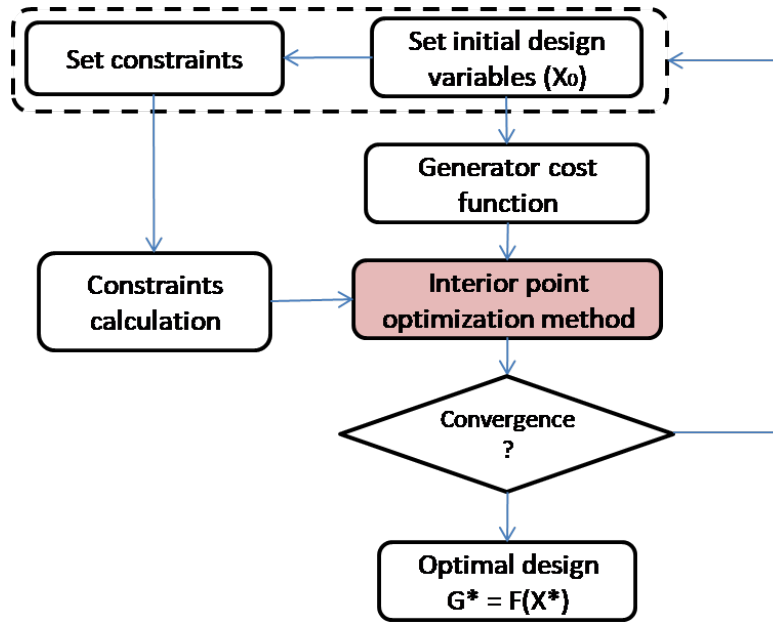 Set constraints
Set initial design
variables (X₀)
Generator cost
function
Constraints
calculation
Interior point
optimization method
Convergence
?
Optimal design
G* = F(X*)